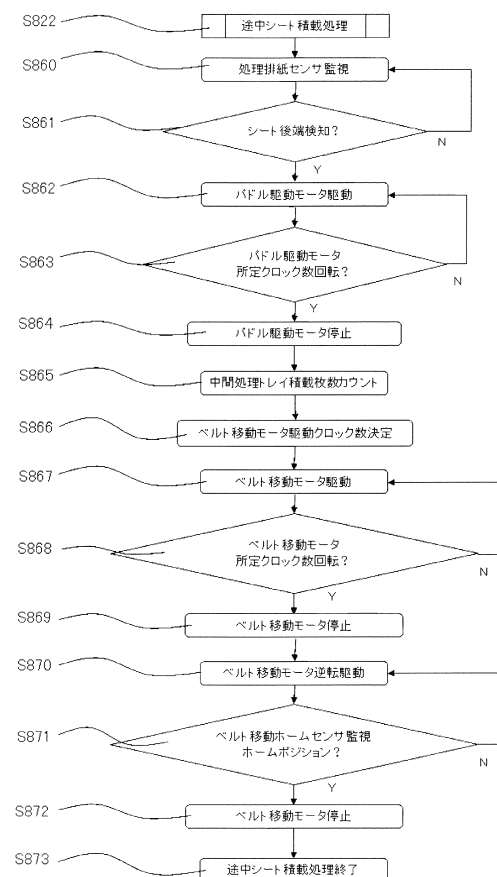 S822 途中シート積載処理
S860 処理排紙センサ監視
S861 シート後端検知？
N
Y
S862 パドル駆動モータ駆動
S863 パドル駆動モータ
所定クロック数回転？
N
Y
S864 パドル駆動モータ停止
S865 中間処理トレイ積載枚数カウント
S866 ベルト移動モータ駆動クロック数決定
S867 ベルト移動モータ駆動
S868 ベルト移動モータ
所定クロック数回転？
N
Y
S869 ベルト移動モータ停止
S870 ベルト移動モータ逆転駆動
S871 ベルト移動ホームセンサ監視
ホームポジション？
N
Y
S872 ベルト移動モータ停止
S873 途中シート積載処理終了